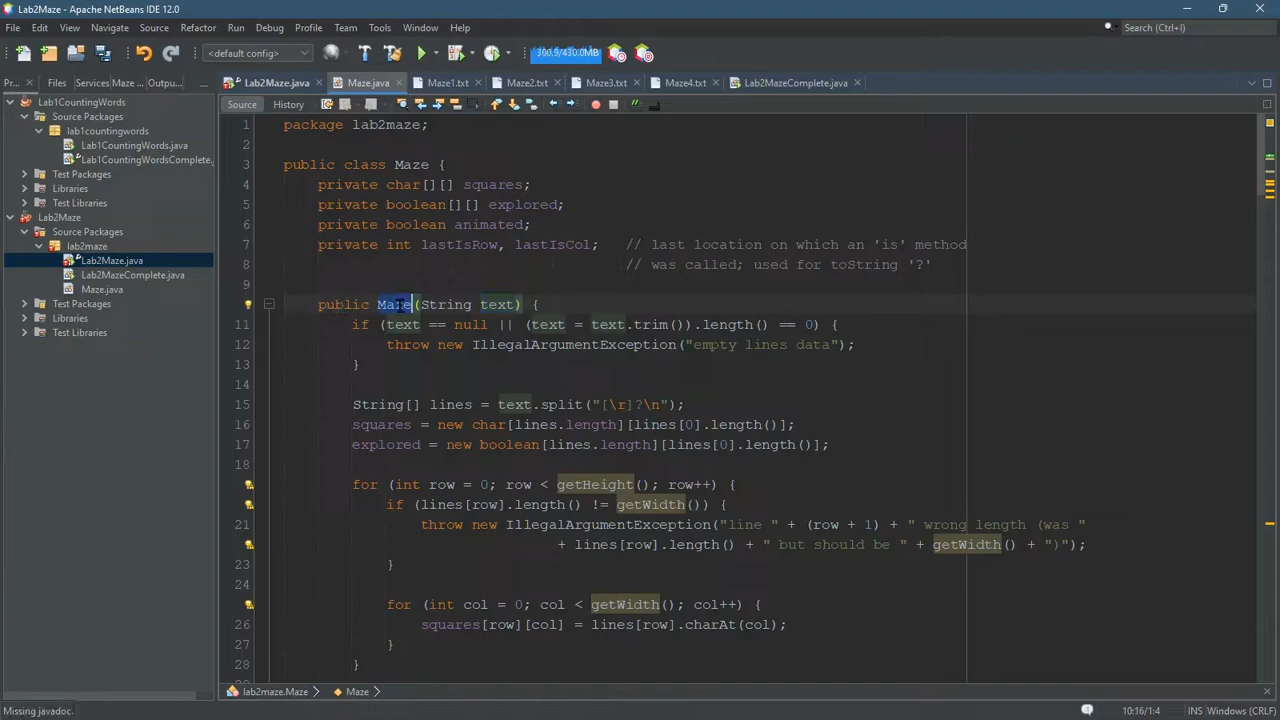 Lab2Maze - Apache NetBeans IDE 12.0
File Edit View Navigate Source Refactor Run Debug Profile Team Tools Window Help
Search (Ctrl+I)
<default config>
300.9/430.0MB
Pr... Files Services Maze ... Outpu...
Lab2Maze.java Maze.java Maze1.txt Maze2.txt Maze3.txt Maze4.txt Lab2MazeComplete.java
Source History
Lab1CountingWords
Source Packages
lab1countingwords
Lab1CountingWords.java
Lab1CountingWordsComplete.
Test Packages
Libraries
Test Libraries
Lab2Maze
Source Packages
lab2maze
Lab2Maze.java
Lab2MazeComplete.java
Maze.java
Test Packages
Libraries
Test Libraries
1 package lab2maze;
2
3 public class Maze {
4 private char[][] squares;
5 private boolean[][] explored;
6 private boolean animated;
7 private int lastIsRow, lastIsCol; // last location on which an 'is' method
8 // was called; used for toString '?'
9
public Maze(String text) {
11 if (text == null || (text = text.trim()).length() == 0) {
12 throw new IllegalArgumentException("empty lines data");
13 }
14
15 String[] lines = text.split("[\r]?\n");
16 squares = new char[lines.length][lines[0].length()];
17 explored = new boolean[lines.length][lines[0].length()];
18
for (int row = 0; row < getHeight(); row++) {
if (lines[row].length() != getWidth()) {
21 throw new IllegalArgumentException("line " + (row + 1) + " wrong length (was "
+ lines[row].length() + " but should be " + getWidth() + ")");
23 }
24
for (int col = 0; col < getWidth(); col++) {
26 squares[row][col] = lines[row].charAt(col);
27 }
28 }
lab2maze.Maze Maze
Missing javadoc.
10:16/1:4 INS Windows (CRLF)